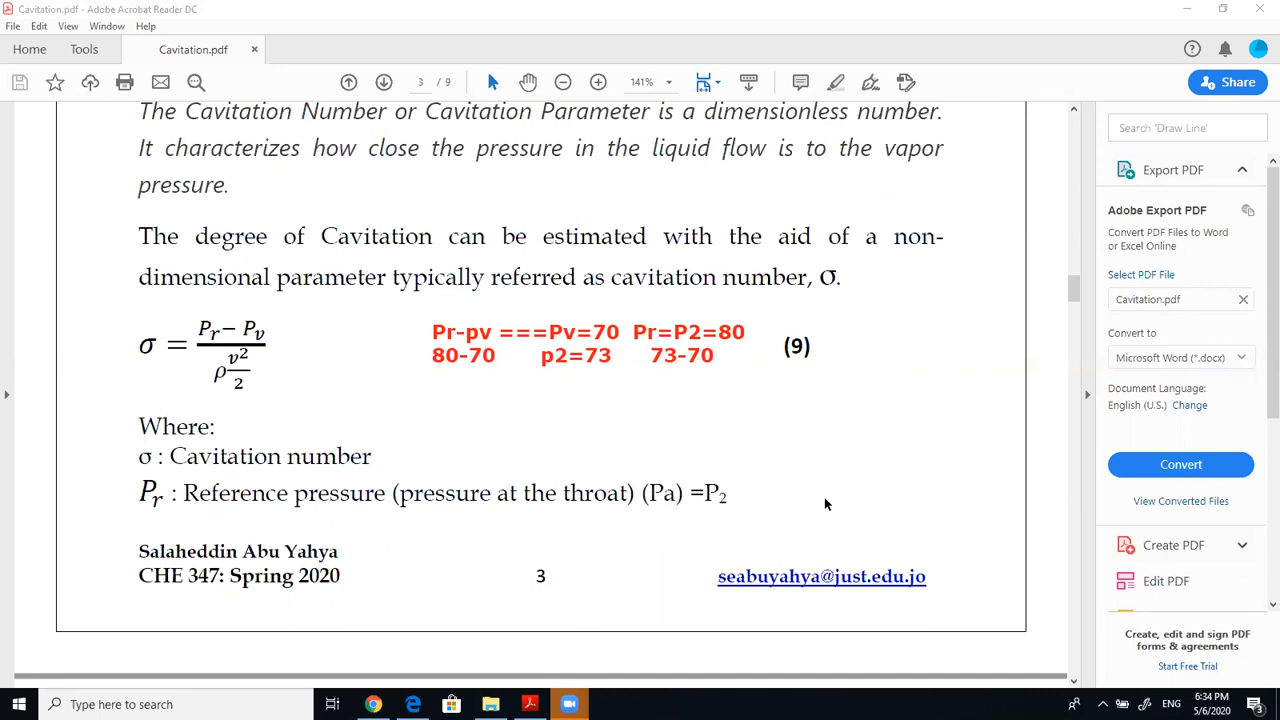 Cavitation.pdf - Adobe Acrobat Reader DC
File Edit View Window Help
Home Tools Cavitation.pdf ×
3 / 9 141% Share
The Cavitation Number or Cavitation Parameter is a dimensionless number.
It characterizes how close the pressure in the liquid flow is to the vapor
pressure.
The degree of Cavitation can be estimated with the aid of a non-
dimensional parameter typically referred as cavitation number, σ.
σ = (P_r − P_v) / (ρ v²/2) (9)
Pr-pv ===Pv=70 Pr=P2=80
80-70 p2=73 73-70
Where:
σ : Cavitation number
P_r : Reference pressure (pressure at the throat) (Pa) =P₂
Salaheddin Abu Yahya
CHE 347: Spring 2020 3 seabuyahya@just.edu.jo
Search 'Draw Line'
Export PDF
Adobe Export PDF
Convert PDF Files to Word
or Excel Online
Select PDF File
Cavitation.pdf
Convert to
Microsoft Word (*.docx)
Document Language:
English (U.S.) Change
Convert
View Converted Files
Create PDF
Edit PDF
Create, edit and sign PDF
forms & agreements
Start Free Trial
Type here to search
ENG
6:34 PM
5/6/2020
3